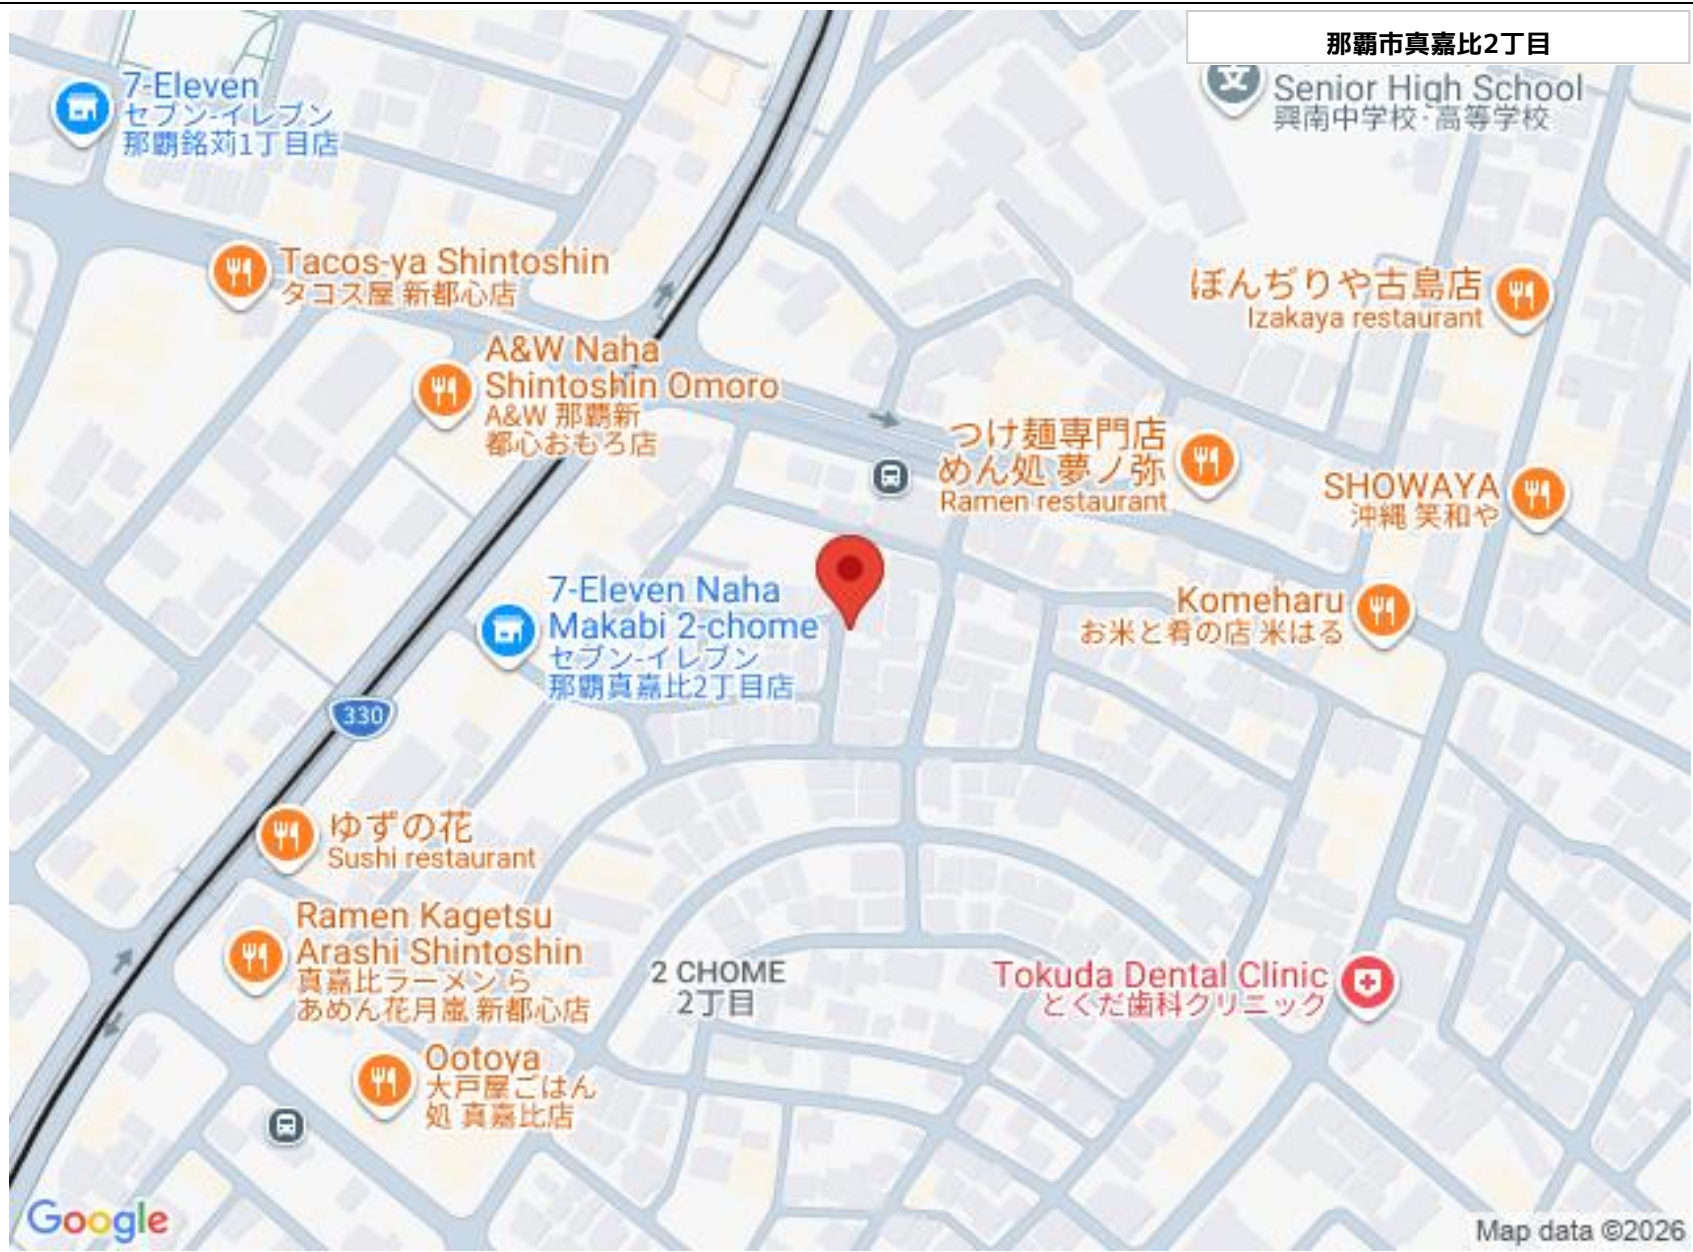 那覇市真嘉比2丁目
7-Eleven
セブン-イレブン
那覇銘苅1丁目店
Senior High School
興南中学校・高等学校
Tacos-ya Shintoshin
タコス屋 新都心店
ぼんぢりや古島店
Izakaya restaurant
A&W Naha
Shintoshin Omoro
A&W 那覇新
都心おもろ店
つけ麺専門店
めん処 夢ノ弥
Ramen restaurant
SHOWAYA
沖縄 笑和や
7-Eleven Naha
Makabi 2-chome
セブン-イレブン
那覇真嘉比2丁目店
Komeharu
お米と肴の店 米はる
330
ゆずの花
Sushi restaurant
Ramen Kagetsu
Arashi Shintoshin
真嘉比ラーメン ら
あめん花月嵐 新都心店
2 CHOME
2丁目
Tokuda Dental Clinic
とくだ歯科クリニック
Ootoya
大戸屋ごはん
処 真嘉比店
Google
Map data ©2026